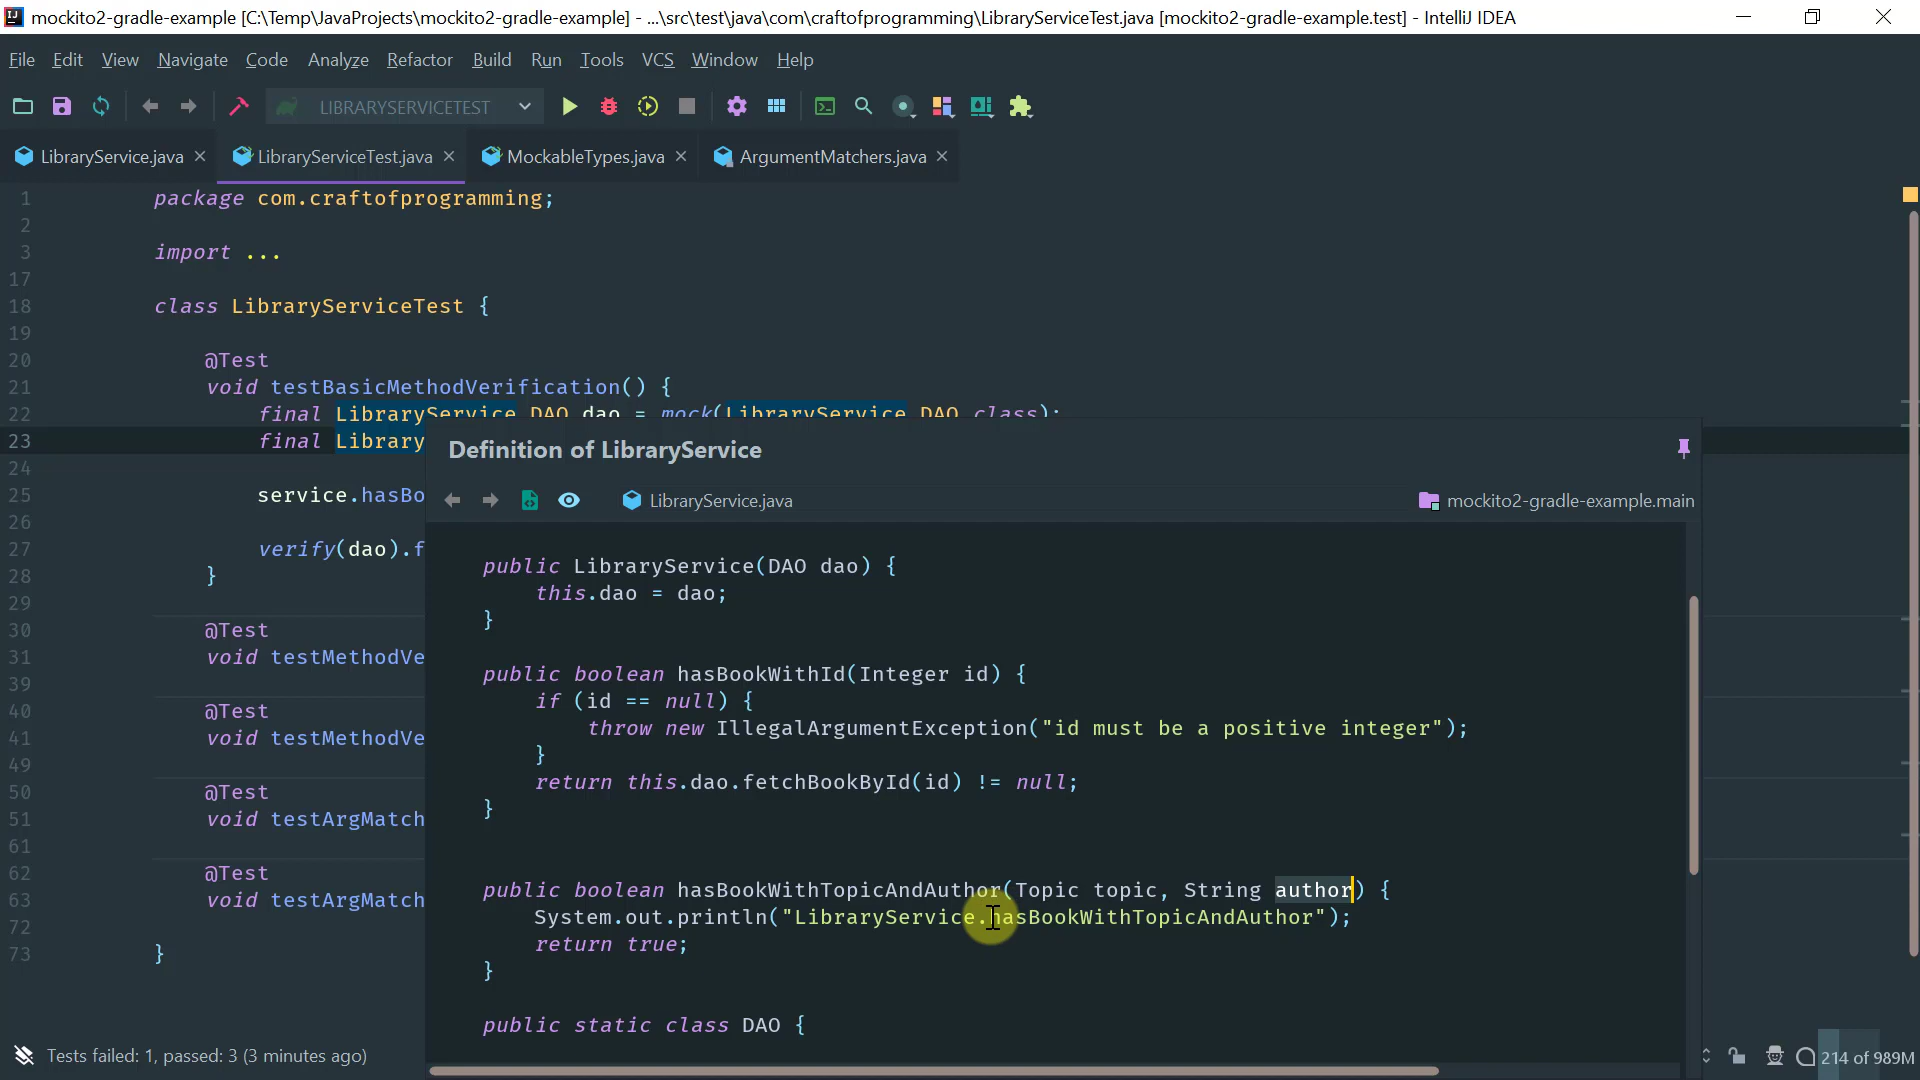 mockito2-gradle-example [C:\Temp\JavaProjects\mockito2-gradle-example] - ...\src\test\java\com\craftofprogramming\LibraryServiceTest.java [mockito2-gradle-example.test] - IntelliJ IDEA
File Edit View Navigate Code Analyze Refactor Build Run Tools VCS Window Help
LIBRARYSERVICETEST
LibraryService.java LibraryServiceTest.java MockableTypes.java ArgumentMatchers.java
1 package com.craftofprogramming;
2
3 import ...
17
18 class LibraryServiceTest {
19
20 @Test
21 void testBasicMethodVerification() {
22 final LibraryService.DAO dao = mock(LibraryService.DAO.class);
23 final Library
24
25 service.hasBo
26
27 verify(dao).f
28 }
29
30 @Test
31 void testMethodVe
39
40 @Test
41 void testMethodVe
49
50 @Test
51 void testArgMatch
61
62 @Test
63 void testArgMatch
72
73 }
Definition of LibraryService
LibraryService.java mockito2-gradle-example.main
public LibraryService(DAO dao) {
this.dao = dao;
}
public boolean hasBookWithId(Integer id) {
if (id == null) {
throw new IllegalArgumentException("id must be a positive integer");
}
return this.dao.fetchBookById(id) != null;
}
public boolean hasBookWithTopicAndAuthor(Topic topic, String author) {
System.out.println("LibraryService.hasBookWithTopicAndAuthor");
return true;
}
public static class DAO {
Tests failed: 1, passed: 3 (3 minutes ago)
214 of 989M